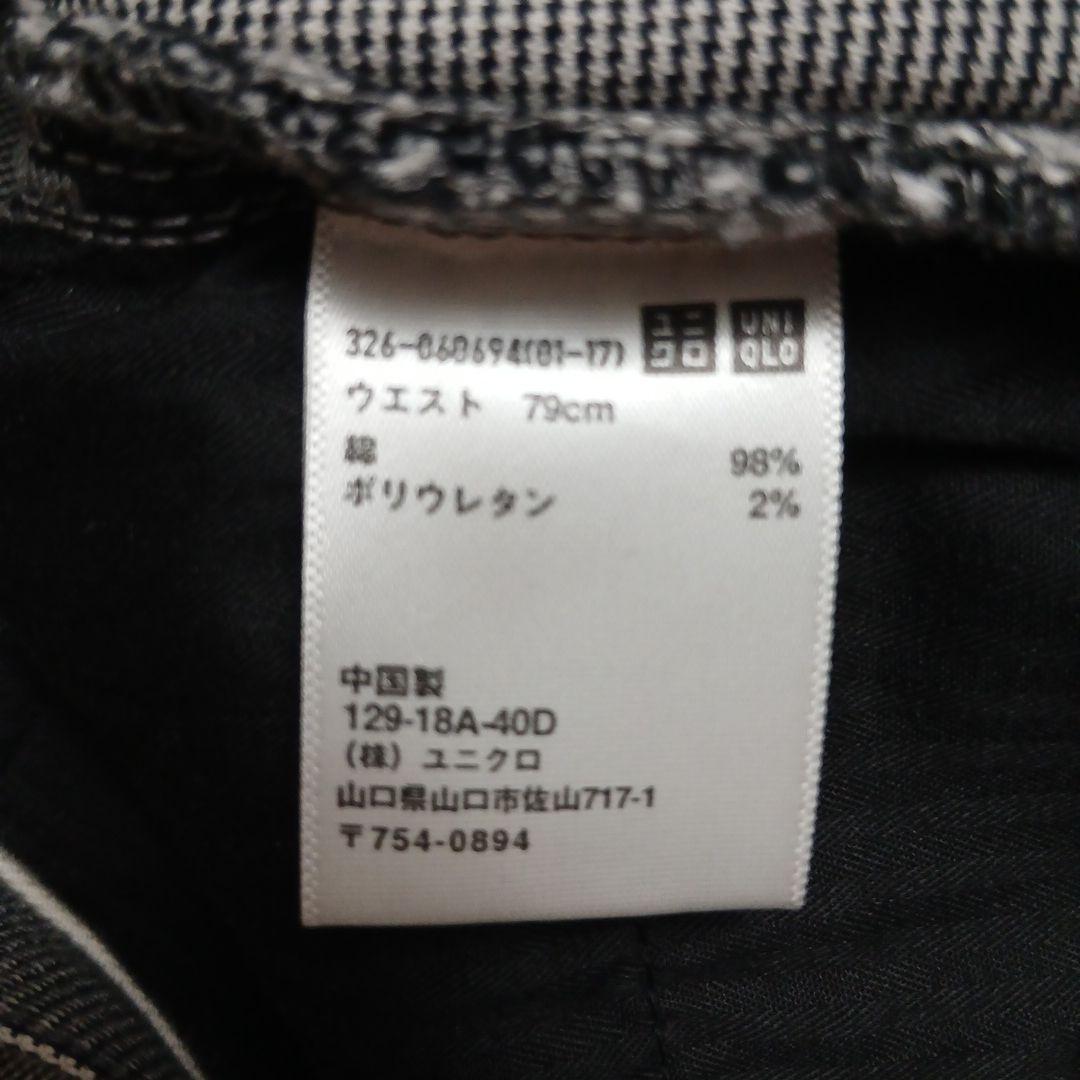 326-060694(01-17) ユニクロ UNIQLO
ウエスト 79cm
綿 98%
ポリウレタン 2%
中国製
129-18A-40D
(株) ユニクロ
山口県山口市佐山717-1
〒754-0894